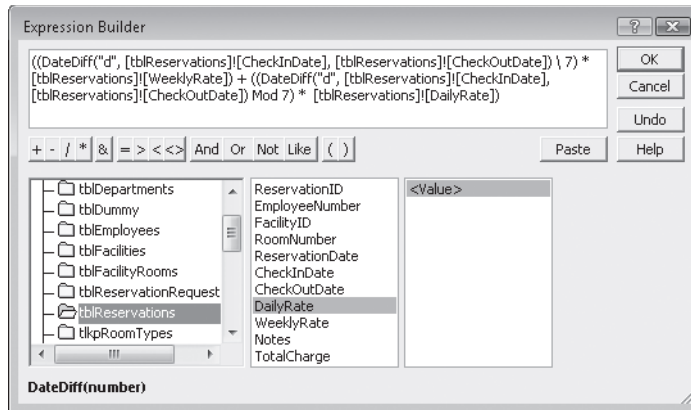 Expression Builder
((DateDiff("d", [tblReservations]![CheckInDate], [tblReservations]![CheckOutDate]) \ 7) *
[tblReservations]![WeeklyRate]) + ((DateDiff("d", [tblReservations]![CheckInDate],
[tblReservations]![CheckOutDate]) Mod 7) * [tblReservations]![DailyRate])
OK
Cancel
Undo
+ - / * & = > < <> And Or Not Like ( ) Paste Help
tblDepartments
tblDummy
tblEmployees
tblFacilities
tblFacilityRooms
tblReservationRequest
tblReservations
tlkpRoomTypes
ReservationID
EmployeeNumber
FacilityID
RoomNumber
ReservationDate
CheckInDate
CheckOutDate
DailyRate
WeeklyRate
Notes
TotalCharge
<Value>
DateDiff(number)